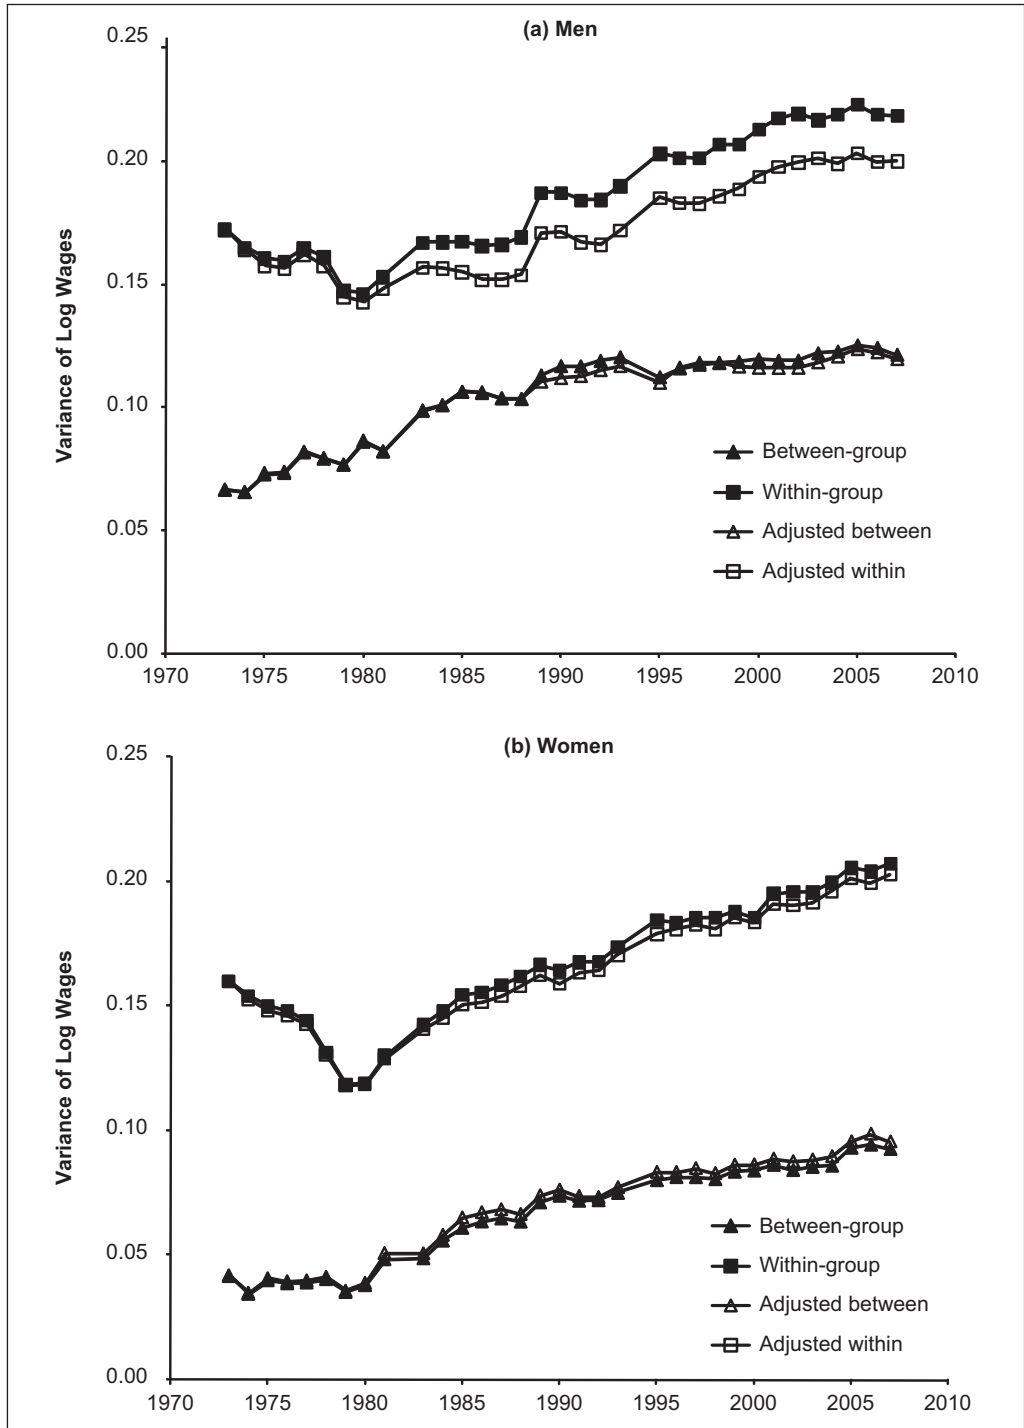 (a) Men
0.25
0.20
0.15
0.10
0.05
0.00
Variance of Log Wages
Between-group
Within-group
Adjusted between
Adjusted within
1970 1975 1980 1985 1990 1995 2000 2005 2010
(b) Women
0.25
0.20
0.15
0.10
0.05
0.00
Variance of Log Wages
Between-group
Within-group
Adjusted between
Adjusted within
1970 1975 1980 1985 1990 1995 2000 2005 2010